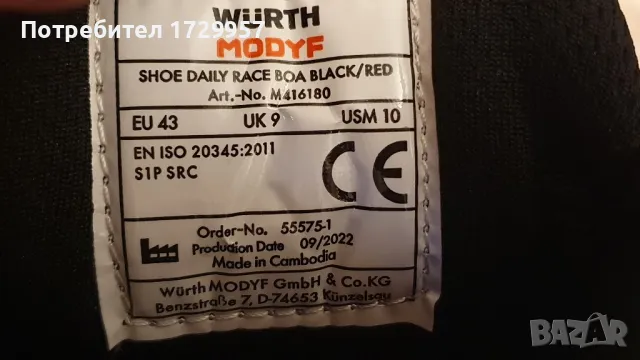 Потребител 1729957
WÜRTH
MODYF
SHOE DAILY RACE BOA BLACK/RED
Art.-No. M416180
EU 43 UK 9 USM 10
EN ISO 20345:2011
S1P SRC
CE
Order-No. 55575-1
Production Date 09/2022
Made in Cambodia
Würth MODYF GmbH & Co.KG
Benzstraße 7, D-74653 Künzelsau
BAZAR